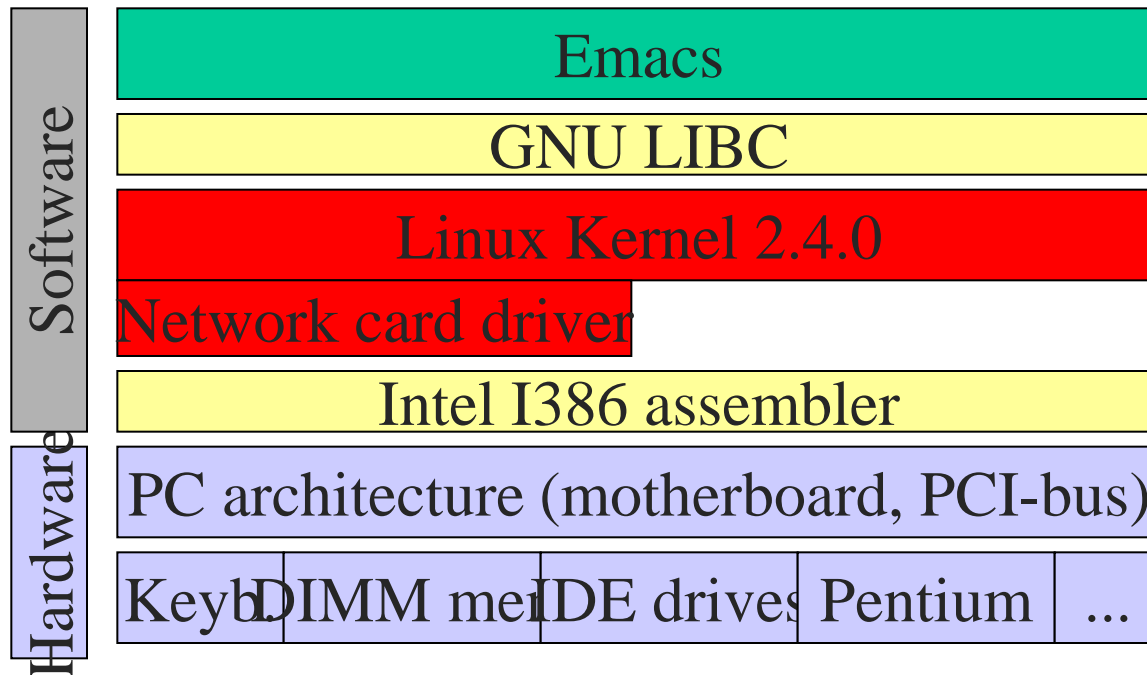 Software
Emacs
GNU LIBC
Linux Kernel 2.4.0
Network card driver
Intel I386 assembler
Hardware
PC architecture (motherboard, PCI-bus)
Keyb. DIMM mem IDE drives Pentium ...